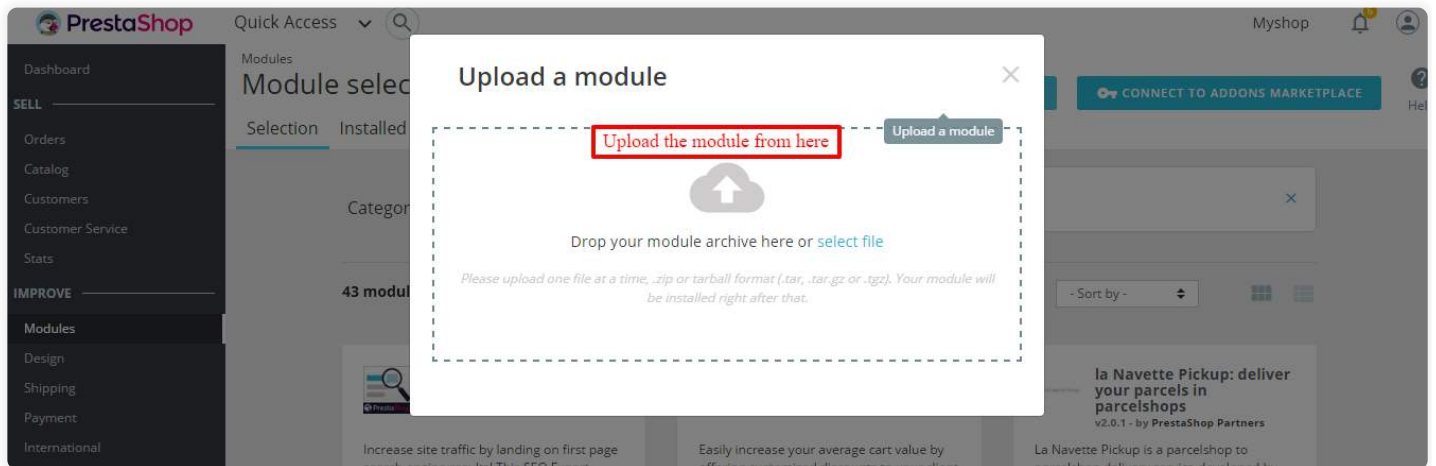 PrestaShop
Quick Access
Myshop
6
Dashboard
SELL
Orders
Catalog
Customers
Customer Service
Stats
IMPROVE
Modules
Design
Shipping
Payment
International
Modules
Module selec
Selection Installed
CONNECT TO ADDONS MARKETPLACE
Hel
Upload a module
Upload a module
Upload the module from here
Drop your module archive here or select file
Please upload one file at a time, .zip or tarball format (.tar, .tar.gz or .tgz). Your module will
be installed right after that.
Categor
43 modul
- Sort by -
Increase site traffic by landing on first page
Easily increase your average cart value by
la Navette Pickup: deliver
your parcels in
parcelshops
v2.0.1 - by PrestaShop Partners
La Navette Pickup is a parcelshop to